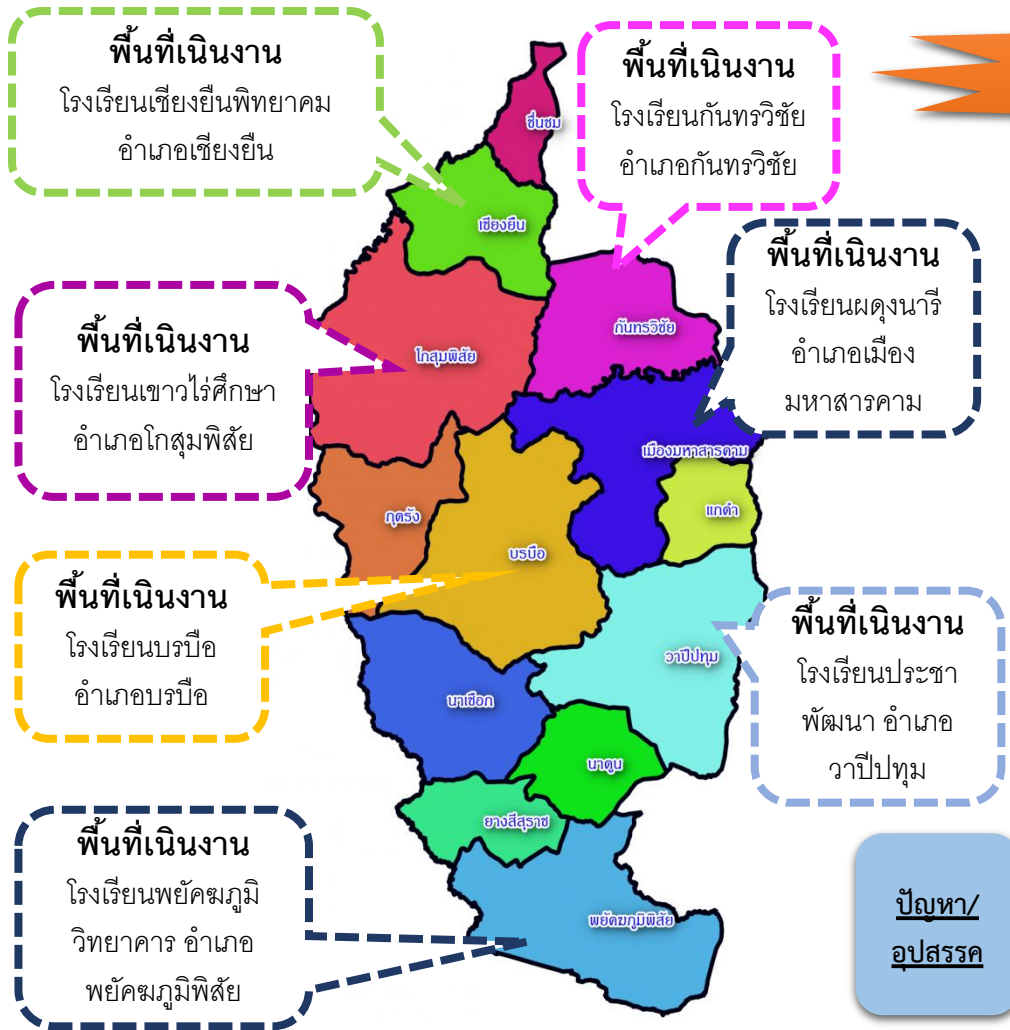 พื้นที่เนินงาน
โรงเรียนเชียงยืนพิทยาคม
อำเภอเชียงยืน
พื้นที่เนินงาน
โรงเรียนกันทรวิชัย
อำเภอกันทรวิชัย
พื้นที่เนินงาน
โรงเรียนผดุงนารี
อำเภอเมือง
มหาสารคาม
พื้นที่เนินงาน
โรงเรียนเขาวไร่ศึกษา
อำเภอโกสุมพิสัย
พื้นที่เนินงาน
โรงเรียนบรบือ
อำเภอบรบือ
พื้นที่เนินงาน
โรงเรียนประชา
พัฒนา อำเภอ
วาปีปทุม
พื้นที่เนินงาน
โรงเรียนพยัคฆภูมิ
วิทยาคาร อำเภอ
พยัคฆภูมิพิสัย
ชื่นชม
เชียงยืน
กันทรวิชัย
โกสุมพิสัย
เมืองมหาสารคาม
แกดำ
กุดรัง
บรบือ
วาปีปทุม
นาเชือก
นาดูน
ยางสีสุราช
พยัคฆภูมิพิสัย
ปัญหา/
อุปสรรค